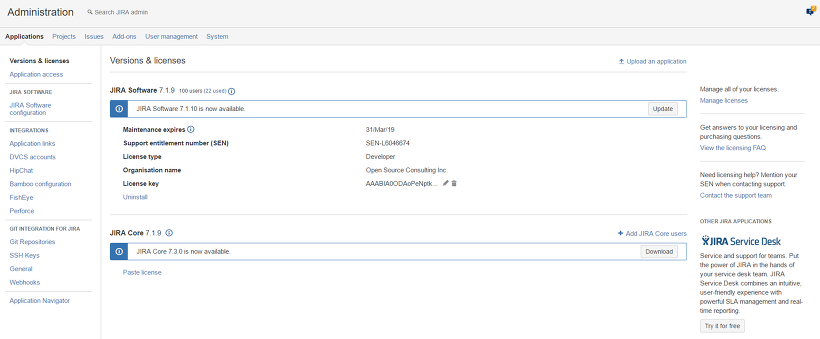 Administration
Search JIRA admin
Applications Projects Issues Add-ons User management System
Versions & licenses
Application access
JIRA SOFTWARE
JIRA Software
configuration
INTEGRATIONS
Application links
DVCS accounts
HipChat
Bamboo configuration
FishEye
Perforce
GIT INTEGRATION FOR JIRA
Git Repositories
SSH Keys
General
Webhooks
Application Navigator
Versions & licenses
Upload an application
JIRA Software 7.1.9 100 users (22 used)
JIRA Software 7.1.10 is now available. Update
Maintenance expires 31/Mar/19
Support entitlement number (SEN) SEN-L6046674
License type Developer
Organisation name Open Source Consulting Inc.
License key AAABIA0ODAoPeNptk...
Uninstall
JIRA Core 7.1.9
Add JIRA Core users
JIRA Core 7.3.0 is now available. Download
Paste license
Manage all of your licenses.
Manage licenses
Get answers to your licensing and
purchasing questions.
View the licensing FAQ
Need licensing help? Mention your
SEN when contacting support.
Contact the support team
OTHER JIRA APPLICATIONS
JIRA Service Desk
Service and support for teams. Put
the power of JIRA in the hands of
your service desk team. JIRA
Service Desk combines an intuitive,
user-friendly experience with
powerful SLA management and real-
time reporting.
Try it for free